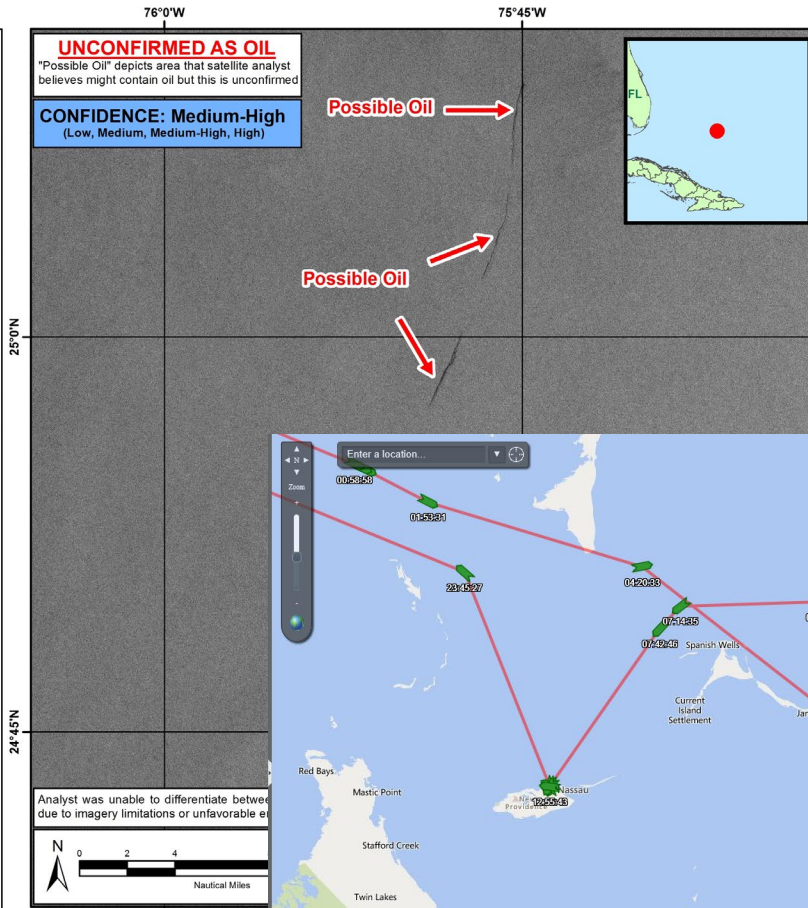 76°0'W
75°45'W
UNCONFIRMED AS OIL
"Possible Oil" depicts area that satellite analyst
believes might contain oil but this is unconfirmed
CONFIDENCE: Medium-High
(Low, Medium, Medium-High, High)
Possible Oil
FL
Possible Oil
25°0'N
Enter a location...
N
Zoom
+
-
00:58:58
01:53:31
23:45:27
04:20:33
07:14:35
07:42:46
Spanish Wells
Current
Island
Settlement
24°45'N
Red Bays
Mastic Point
Nassau
12:55:43
Providence
Stafford Creek
Twin Lakes
Analyst was unable to differentiate
due to imagery limitations or unfavorable
N
0 2 4
Nautical Miles